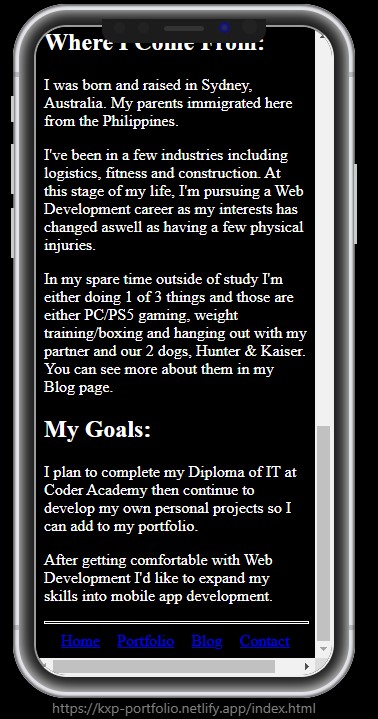 Where I Come From:
I was born and raised in Sydney,
Australia. My parents immigrated here
from the Philippines.
I've been in a few industries including
logistics, fitness and construction. At
this stage of my life, I'm pursuing a Web
Development career as my interests has
changed aswell as having a few physical
injuries.
In my spare time outside of study I'm
either doing 1 of 3 things and those are
either PC/PS5 gaming, weight
training/boxing and hanging out with my
partner and our 2 dogs, Hunter & Kaiser.
You can see more about them in my
Blog page.
My Goals:
I plan to complete my Diploma of IT at
Coder Academy then continue to
develop my own personal projects so I
can add to my portfolio.
After getting comfortable with Web
Development I'd like to expand my
skills into mobile app development.
Home Portfolio Blog Contact
https://kxp-portfolio.netlify.app/index.html